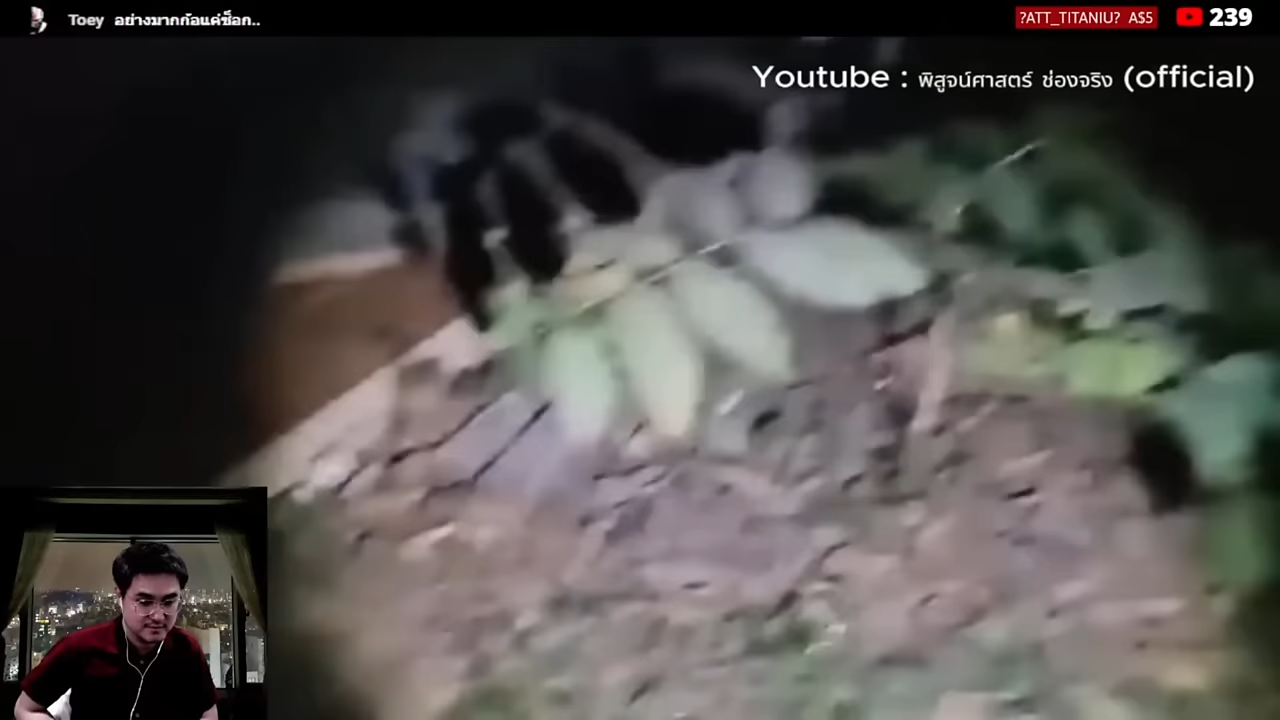 Toey อย่างมากก้อแค่ช็อก..
?ATT_TITANIU? A$5
239
Youtube : พิสูจน์ศาสตร์ ช่องจริง (official)